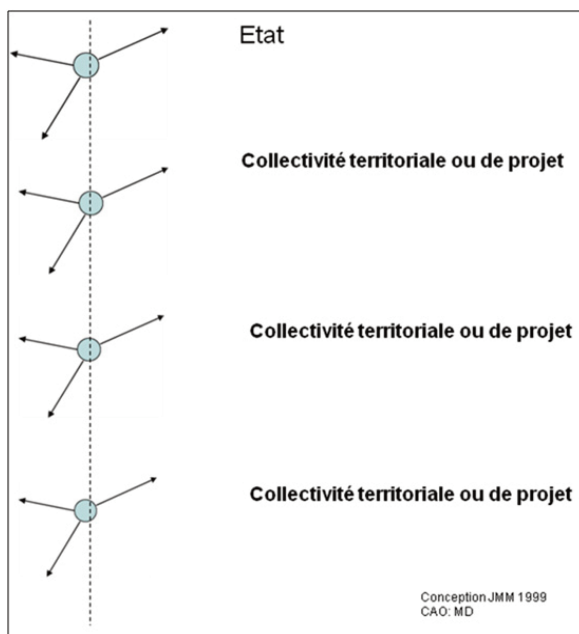 Etat
Collectivité territoriale ou de projet
Collectivité territoriale ou de projet
Collectivité territoriale ou de projet
Conception JMM 1999
CAO: MD